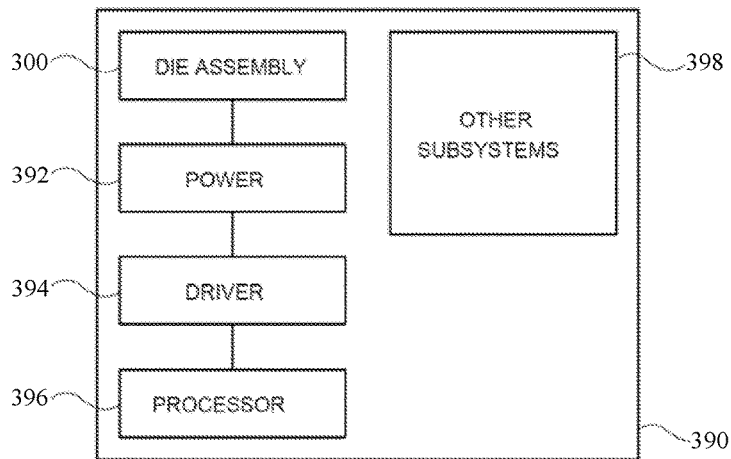 300
DIE ASSEMBLY
398
OTHER
SUBSYSTEMS
392
POWER
394
DRIVER
396
PROCESSOR
390